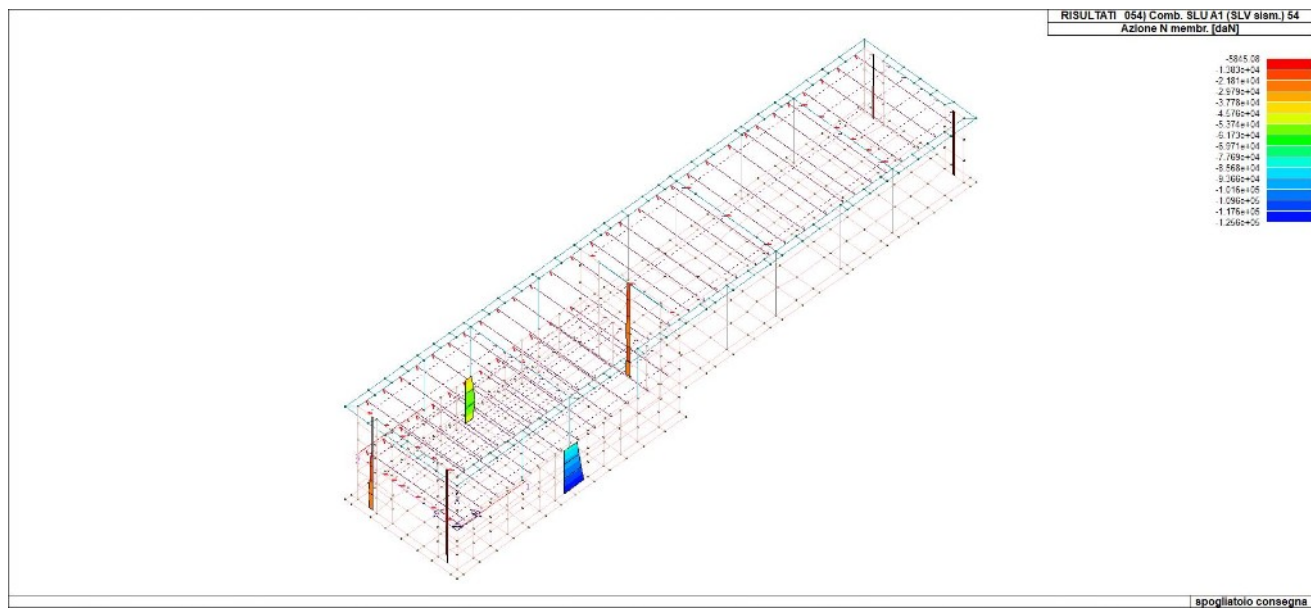 RISULTATI 054) Comb. SLU A1 (SLV sism.) 54
Azione N membr. [daN]
-5845.08
-1.383e+04
-2.181e+04
-2.979e+04
-3.778e+04
-4.576e+04
-5.374e+04
-6.173e+04
-6.971e+04
-7.769e+04
-8.568e+04
-9.366e+04
-1.016e+05
-1.096e+05
-1.176e+05
-1.256e+05
spogliatoio consegna